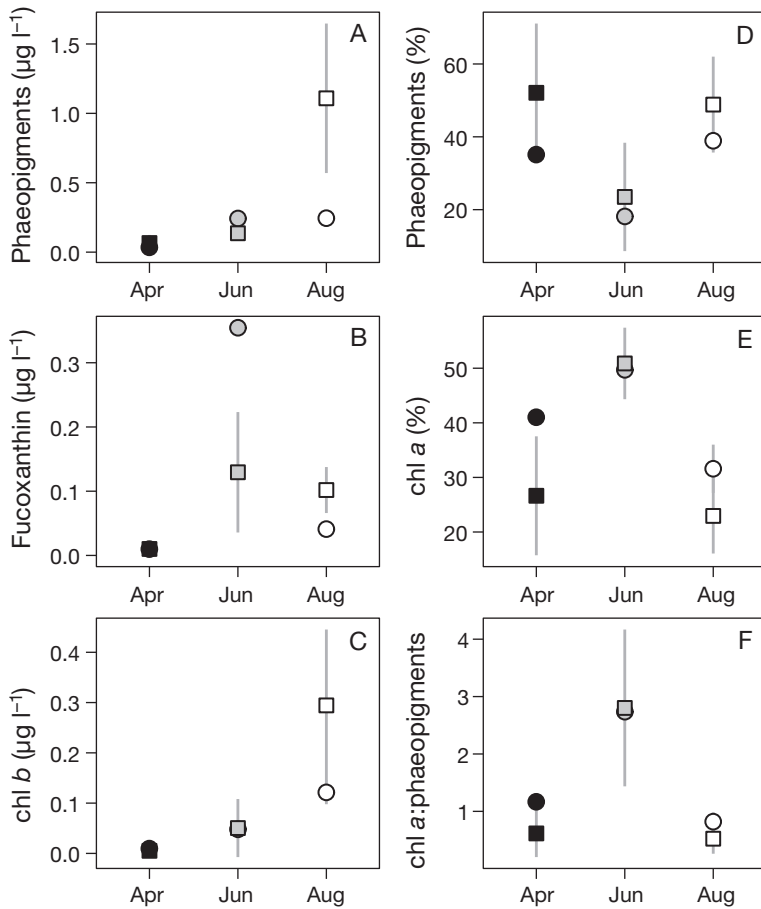 A
Phaeopigments (µg l⁻¹)
1.5
1.0
0.5
0.0
Apr Jun Aug
D
Phaeopigments (%)
60
40
20
Apr Jun Aug
B
Fucoxanthin (µg l⁻¹)
0.3
0.2
0.1
0.0
Apr Jun Aug
E
chl a (%)
50
40
30
20
Apr Jun Aug
C
chl b (µg l⁻¹)
0.4
0.3
0.2
0.1
0.0
Apr Jun Aug
F
chl a:phaeopigments
4
3
2
1
Apr Jun Aug